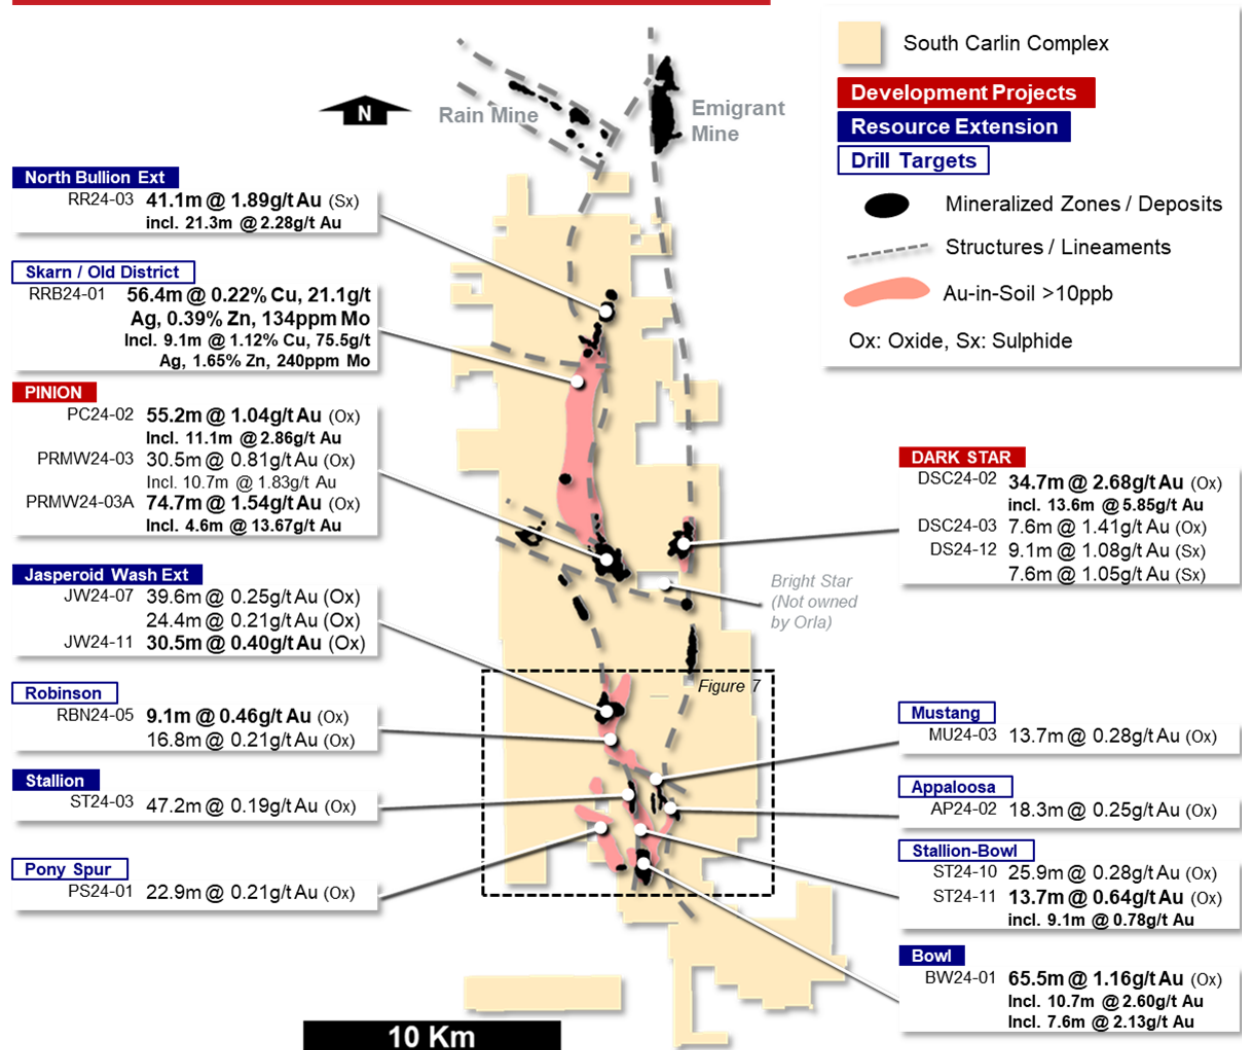 Rain Mine
Emigrant
Mine
N
South Carlin Complex
Development Projects
Resource Extension
Drill Targets
Mineralized Zones / Deposits
Structures / Lineaments
Au-in-Soil >10ppb
Ox: Oxide, Sx: Sulphide
North Bullion Ext
RR24-03 41.1m @ 1.89g/t Au (Sx)
incl. 21.3m @ 2.28g/t Au
Skarn / Old District
RRB24-01 56.4m @ 0.22% Cu, 21.1g/t
Ag, 0.39% Zn, 134ppm Mo
Incl. 9.1m @ 1.12% Cu, 75.5g/t
Ag, 1.65% Zn, 240ppm Mo
PINION
PC24-02 55.2m @ 1.04g/t Au (Ox)
Incl. 11.1m @ 2.86g/t Au
PRMW24-03 30.5m @ 0.81g/t Au (Ox)
Incl. 10.7m @ 1.83g/t Au
PRMW24-03A 74.7m @ 1.54g/t Au (Ox)
Incl. 4.6m @ 13.67g/t Au
Jasperoid Wash Ext
JW24-07 39.6m @ 0.25g/t Au (Ox)
24.4m @ 0.21g/t Au (Ox)
JW24-11 30.5m @ 0.40g/t Au (Ox)
Robinson
RBN24-05 9.1m @ 0.46g/t Au (Ox)
16.8m @ 0.21g/t Au (Ox)
Stallion
ST24-03 47.2m @ 0.19g/t Au (Ox)
Pony Spur
PS24-01 22.9m @ 0.21g/t Au (Ox)
DARK STAR
DSC24-02 34.7m @ 2.68g/t Au (Ox)
incl. 13.6m @ 5.85g/t Au
DSC24-03 7.6m @ 1.41g/t Au (Ox)
DS24-12 9.1m @ 1.08g/t Au (Sx)
7.6m @ 1.05g/t Au (Sx)
Bright Star
(Not owned
by Orla)
Figure 7
Mustang
MU24-03 13.7m @ 0.28g/t Au (Ox)
Appaloosa
AP24-02 18.3m @ 0.25g/t Au (Ox)
Stallion-Bowl
ST24-10 25.9m @ 0.28g/t Au (Ox)
ST24-11 13.7m @ 0.64g/t Au (Ox)
incl. 9.1m @ 0.78g/t Au
Bowl
BW24-01 65.5m @ 1.16g/t Au (Ox)
Incl. 10.7m @ 2.60g/t Au
Incl. 7.6m @ 2.13g/t Au
10 Km